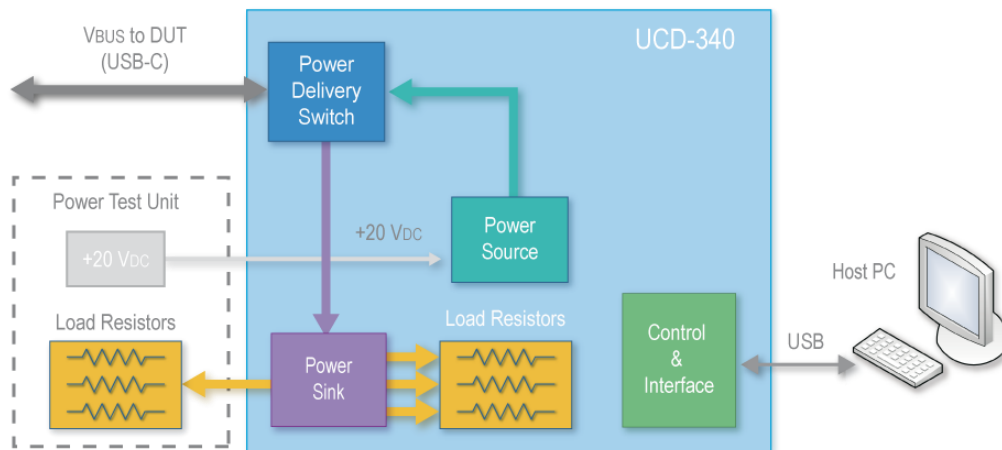 VBUS to DUT
(USB-C)
UCD-340
Power
Delivery
Switch
Power Test Unit
+20 VDC
+20 VDC
Power
Source
Host PC
Load Resistors
Load Resistors
Power
Sink
Control
&
Interface
USB